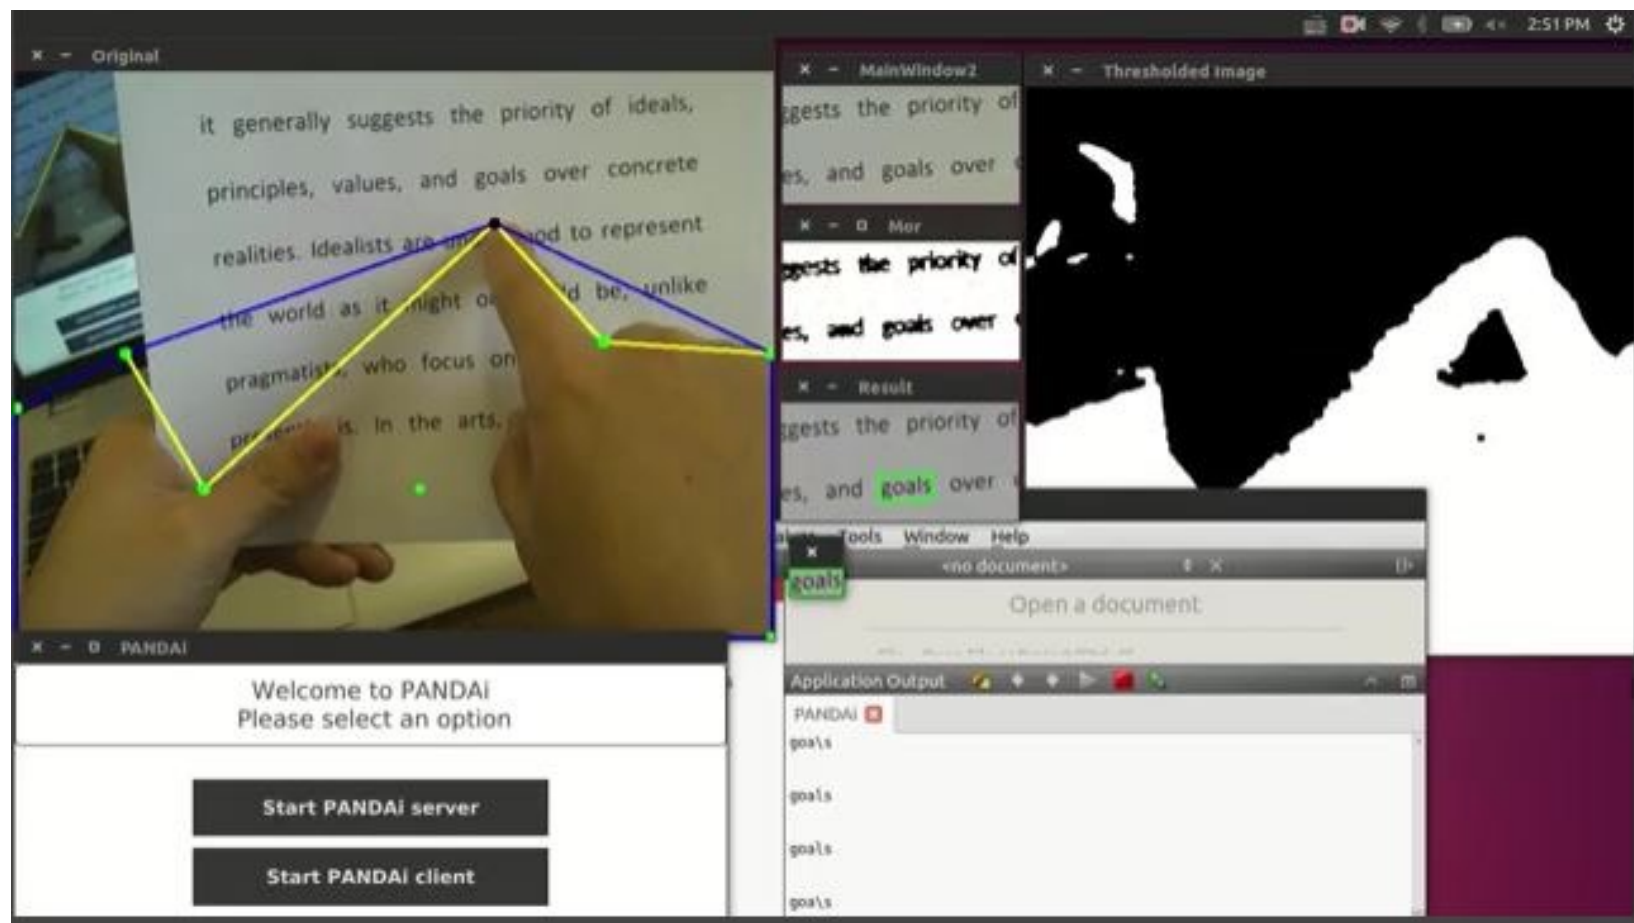 2:51 PM
Original
it generally suggests the priority of ideals,
principles, values, and goals over concrete
realities. Idealists are to represent
the world as it might be, unlike
pragmatists, who focus on
is. In the arts,
MainWindow2
ggests the priority of
es, and goals over
Mor
ggests the priority of
es, and goals over
Result
ggests the priority of
es, and goals over
Thresholded Image
Tools Window Help
<no document>
goals
Open a document
Application Output
PANDAi
goa\s
goals
goals
goa\s
PANDAi
Welcome to PANDAi
Please select an option
Start PANDAi server
Start PANDAi client